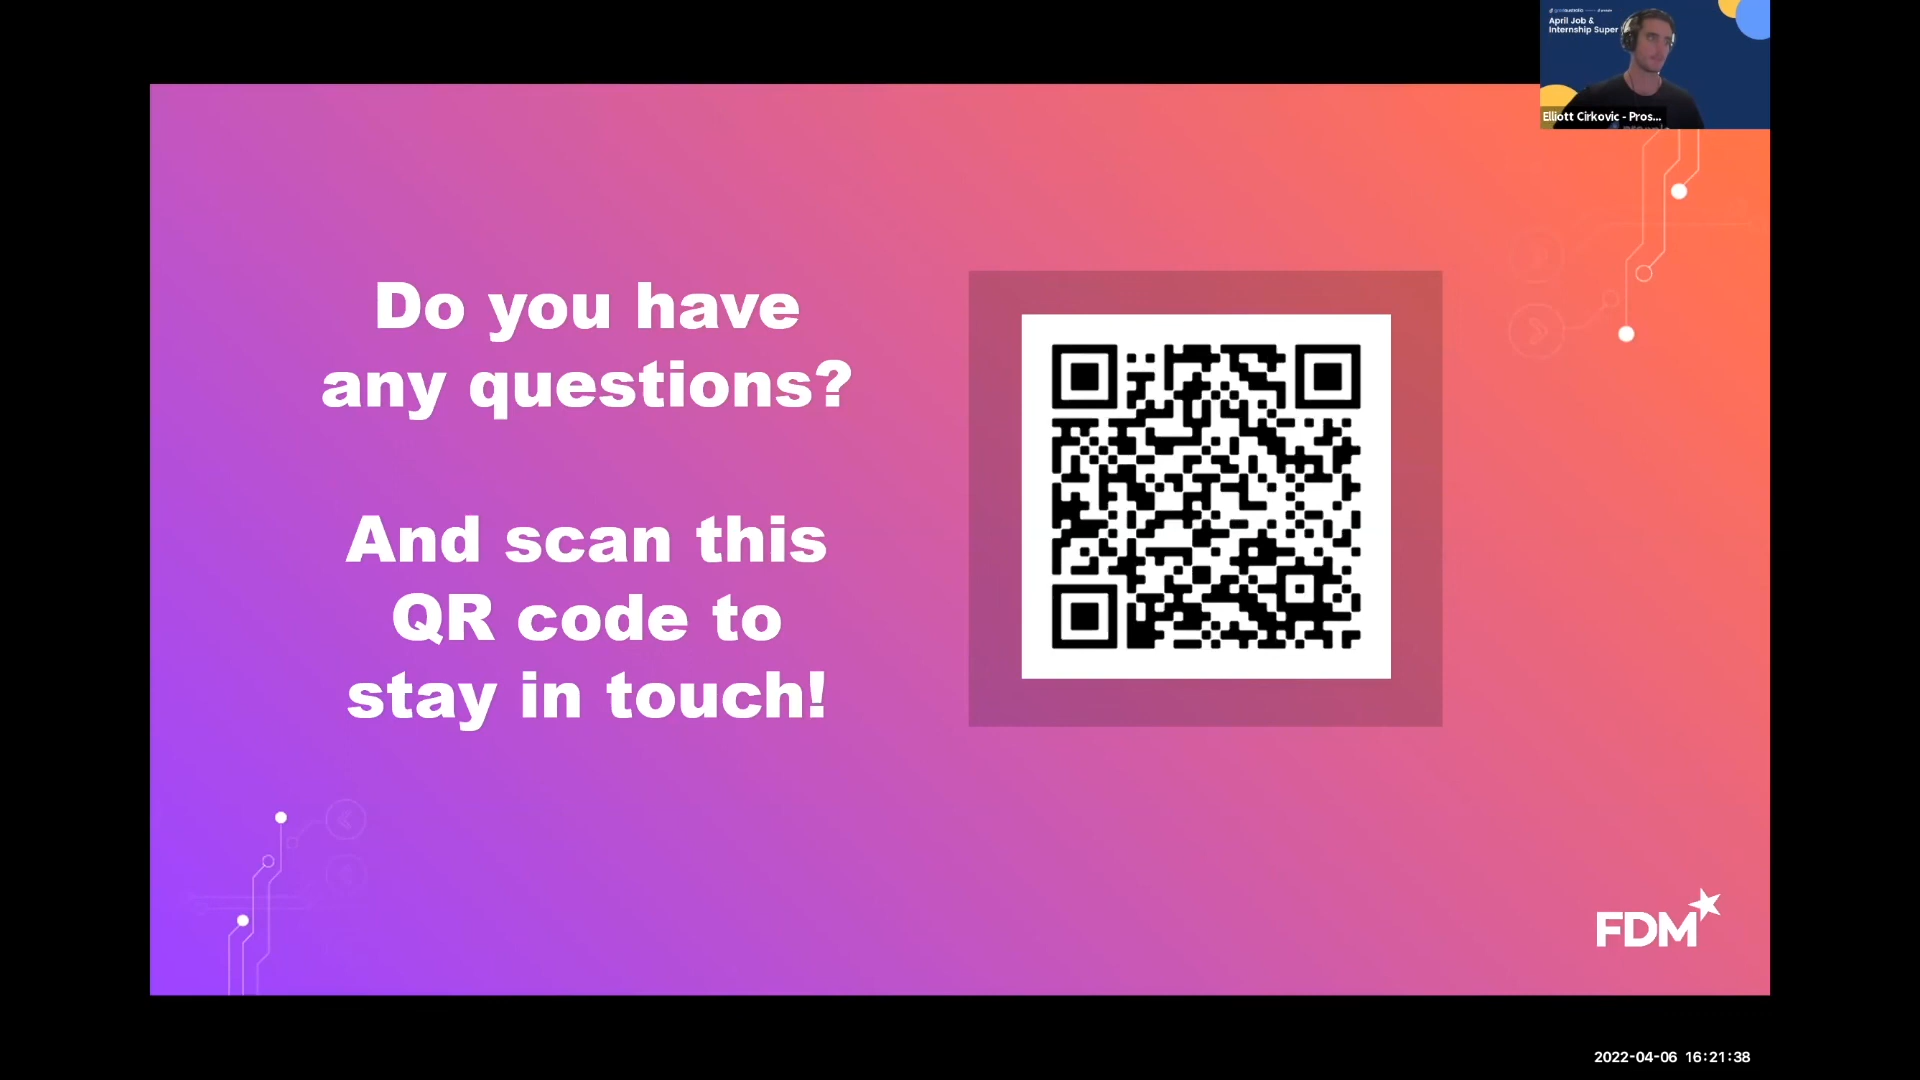 April Job &
Internship Super
Elliott Cirkovic - Pros...
Do you have
any questions?
And scan this
QR code to
stay in touch!
FDM
2022-04-06 16:21:38